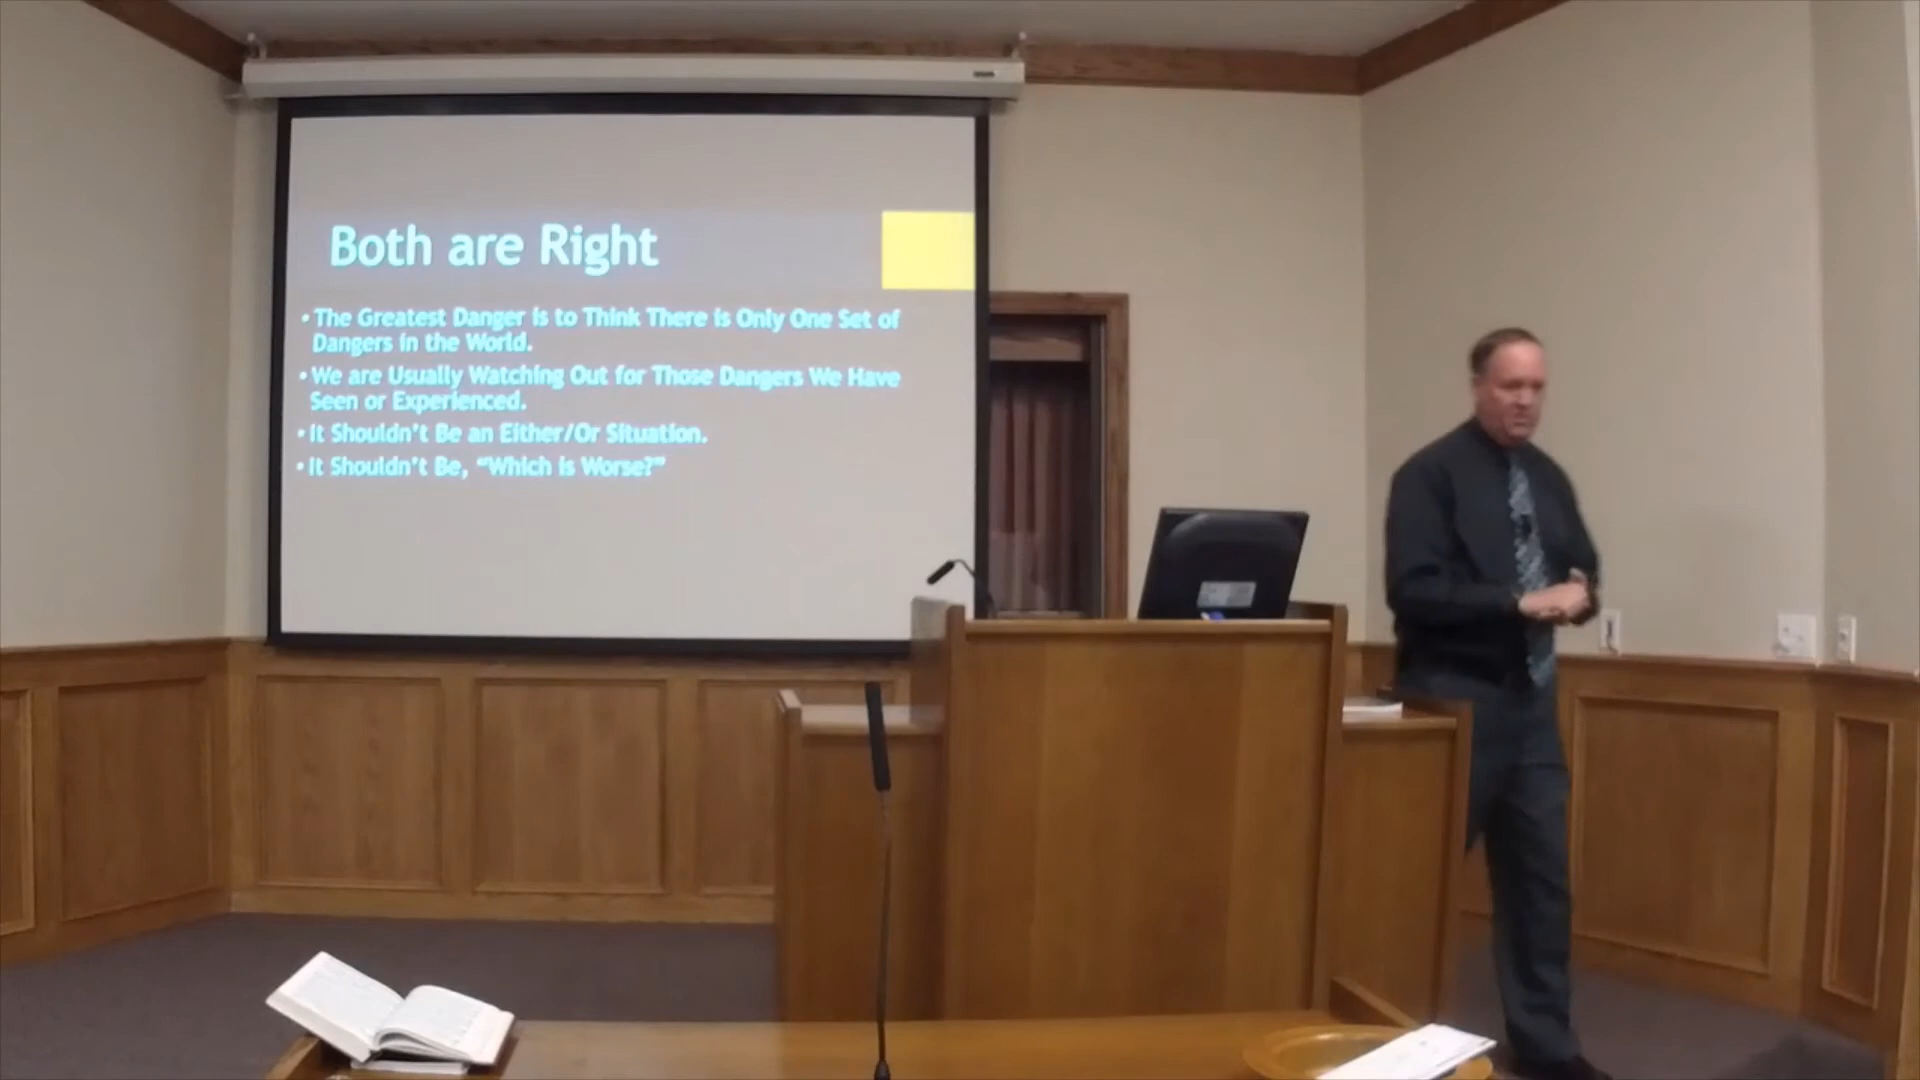 Both are Right
• The Greatest Danger is to Think There is Only One Set of
Dangers in the World.
• We are Usually Watching Out for Those Dangers We Have
Seen or Experienced.
• It Shouldn't Be an Either/Or Situation.
• It Shouldn't Be, “Which is Worse?”